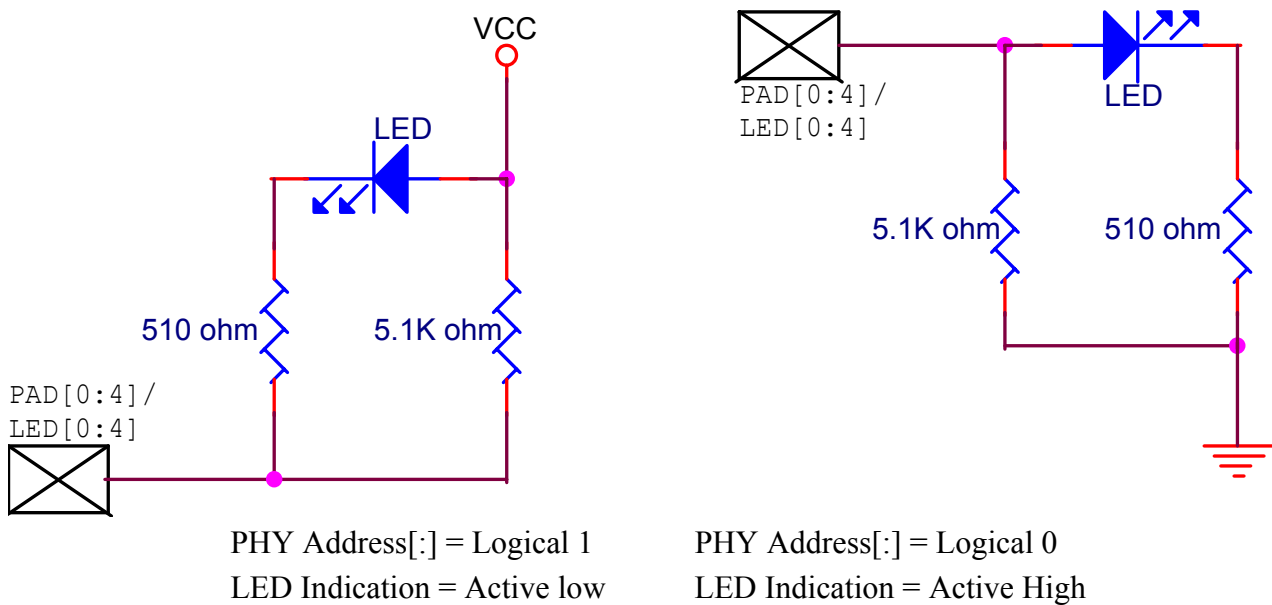 VCC
LED
510 ohm
5.1K ohm
PAD[0:4]/
LED[0:4]
PAD[0:4]/
LED[0:4]
LED
5.1K ohm
510 ohm
PHY Address[:] = Logical 1
LED Indication = Active low
PHY Address[:] = Logical 0
LED Indication = Active High